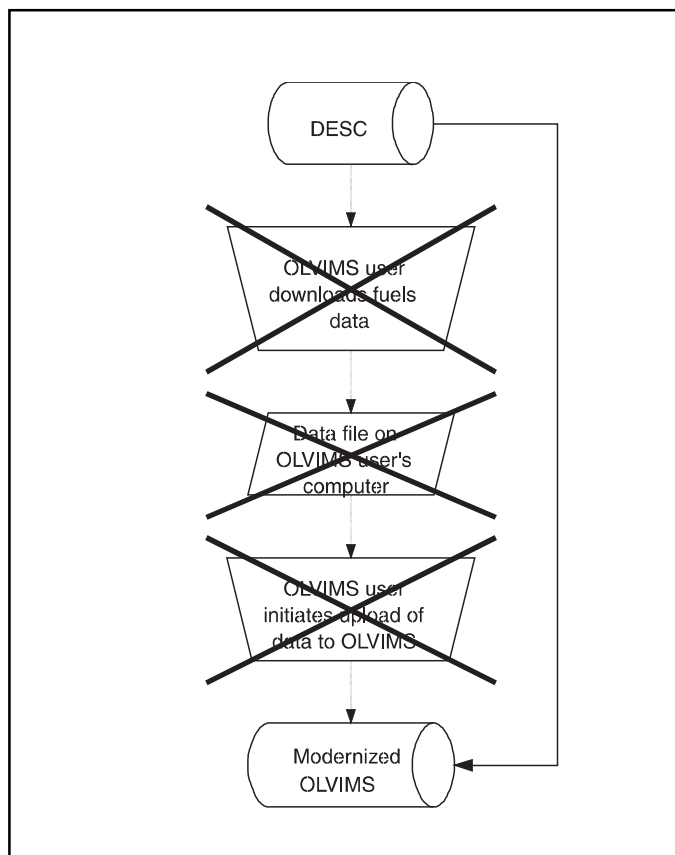 DESC
OLVIMS user
downloads fuels
data
Data file on
OLVIMS user's
computer
OLVIMS user
initiates upload of
data to OLVIMS
Modernized
OLVIMS